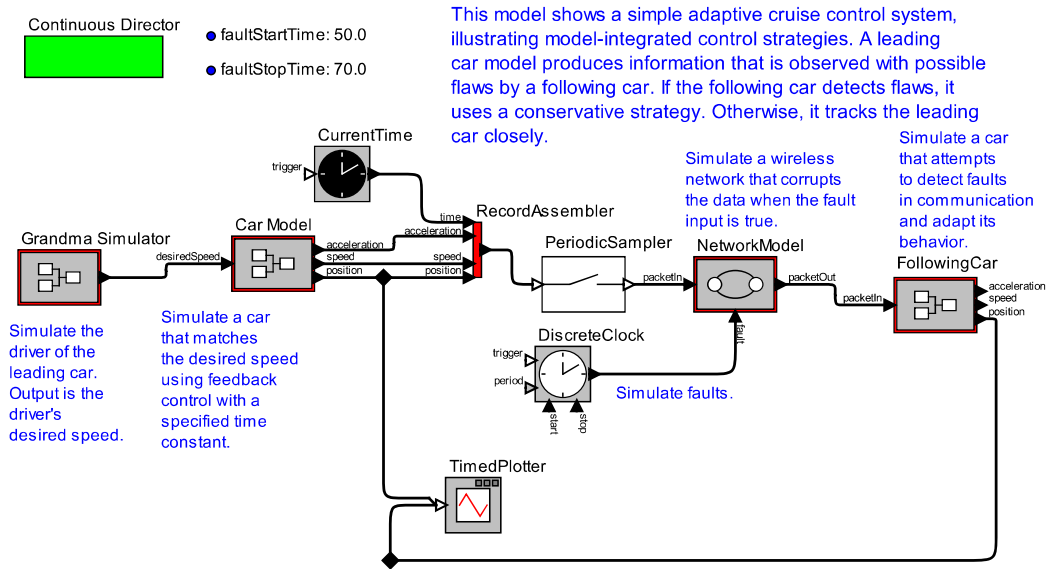 Continuous Director
faultStartTime: 50.0
faultStopTime: 70.0
This model shows a simple adaptive cruise control system,
illustrating model-integrated control strategies. A leading
car model produces information that is observed with possible
flaws by a following car. If the following car detects flaws, it
uses a conservative strategy. Otherwise, it tracks the leading
car closely.
CurrentTime
trigger
Simulate a wireless
network that corrupts
the data when the fault
input is true.
Simulate a car
that attempts
to detect faults
in communication
and adapt its
behavior.
Grandma Simulator
desiredSpeed
Car Model
acceleration
speed
position
time
acceleration
speed
position
RecordAssembler
PeriodicSampler
packetIn
NetworkModel
packetOut
fault
packetIn
FollowingCar
acceleration
speed
position
Simulate the
driver of the
leading car.
Output is the
driver's
desired speed.
Simulate a car
that matches
the desired speed
using feedback
control with a
specified time
constant.
DiscreteClock
trigger
period
start
stop
Simulate faults.
TimedPlotter